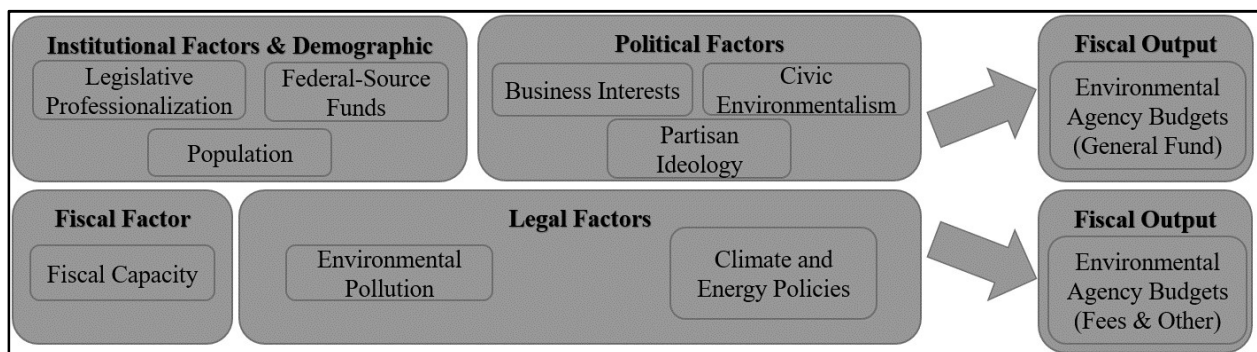 Institutional Factors & Demographic
Legislative
Professionalization
Federal-Source
Funds
Population
Political Factors
Business Interests
Civic
Environmentalism
Partisan
Ideology
Fiscal Output
Environmental
Agency Budgets
(General Fund)
Fiscal Factor
Fiscal Capacity
Legal Factors
Environmental
Pollution
Climate and
Energy Policies
Fiscal Output
Environmental
Agency Budgets
(Fees & Other)